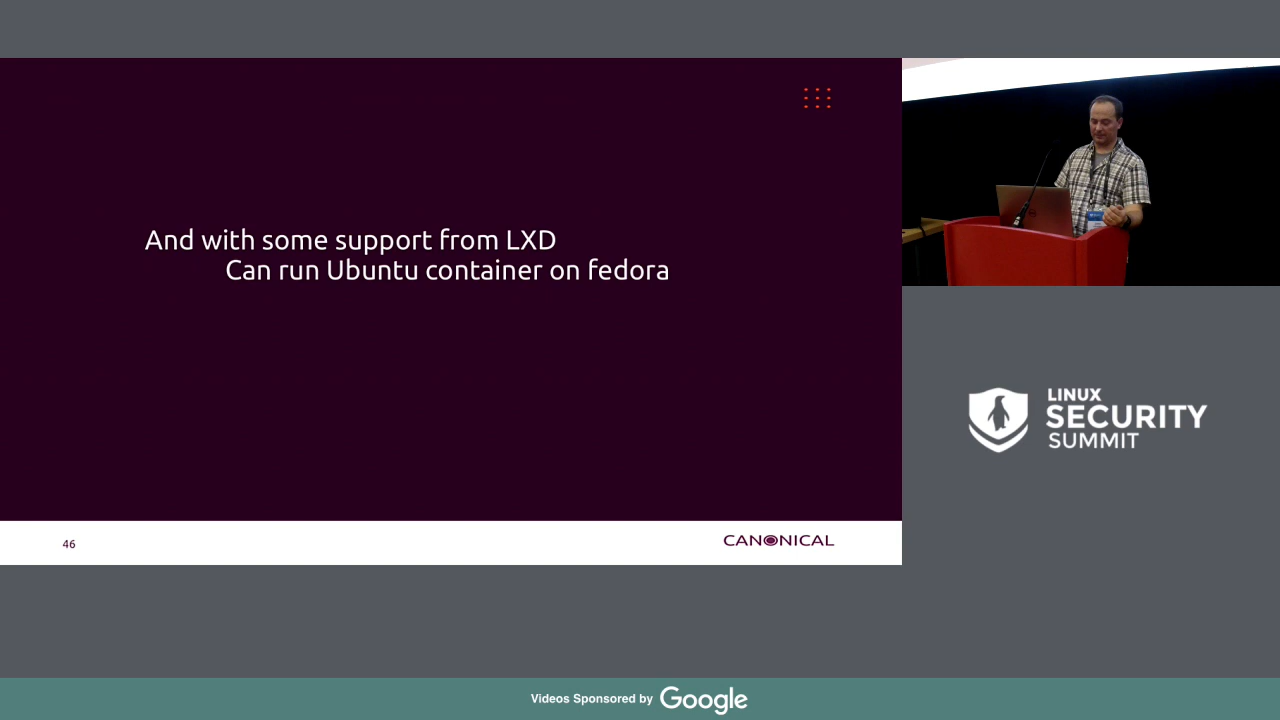 And with some support from LXD
Can run Ubuntu container on fedora
46
CANONICAL
LINUX
SECURITY
SUMMIT
Videos Sponsored by Google